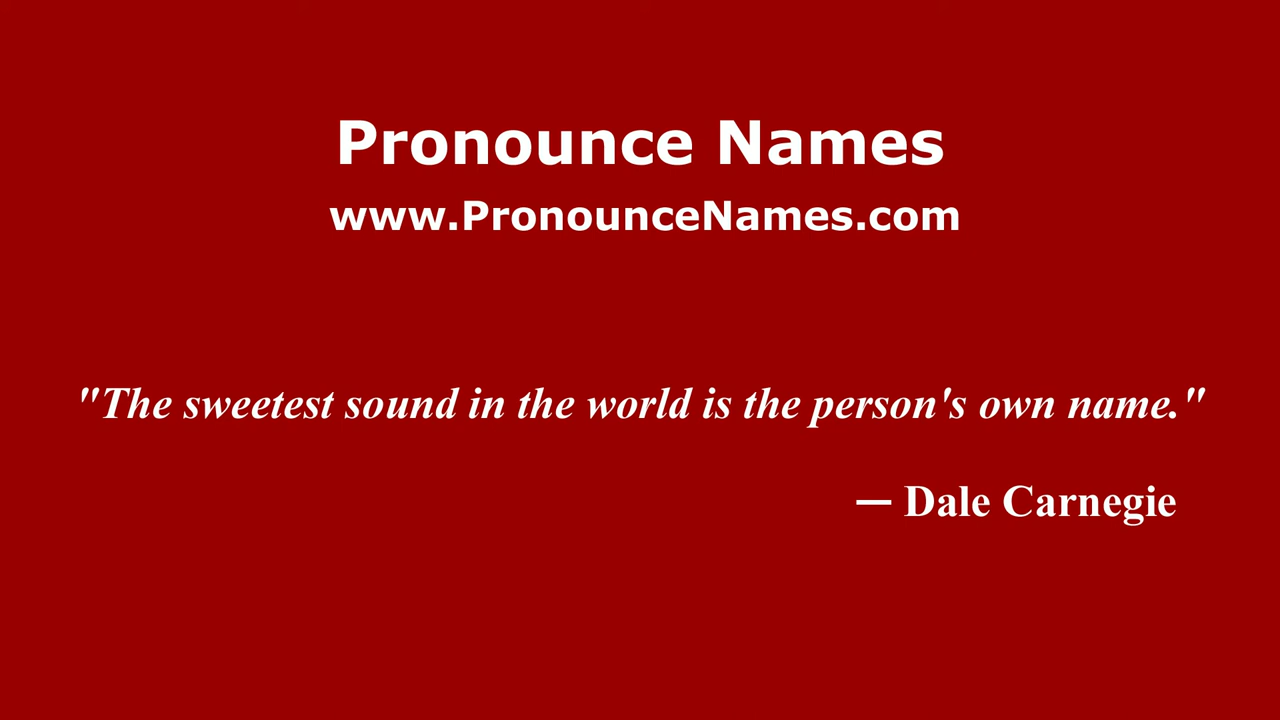 Pronounce Names
www.PronounceNames.com
"The sweetest sound in the world is the person's own name."
— Dale Carnegie